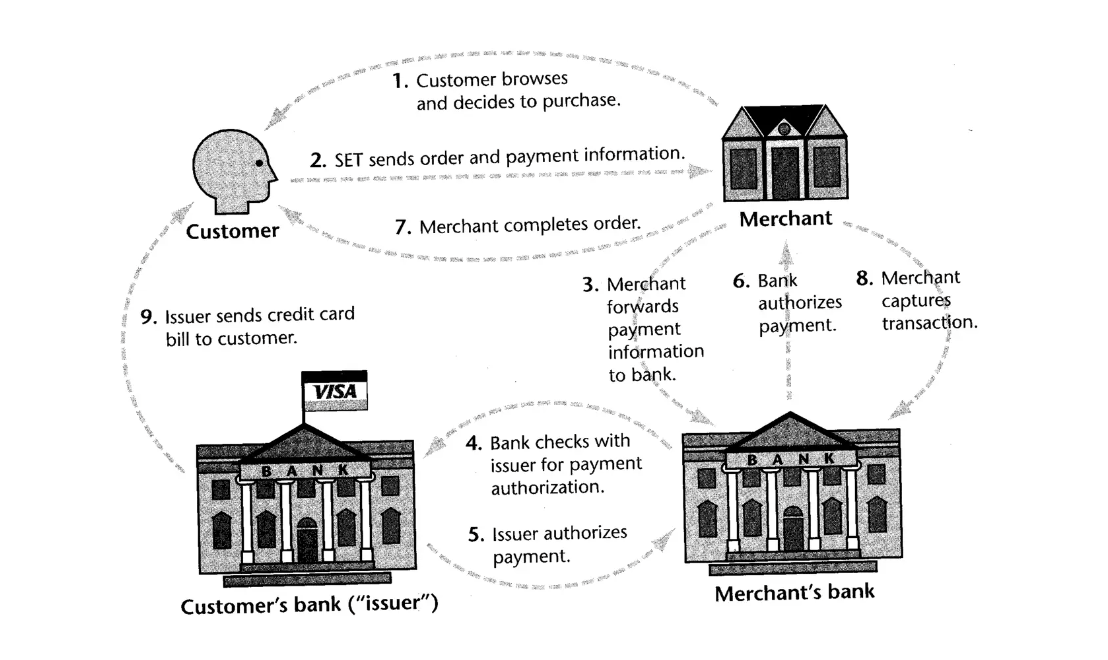 1. Customer browses
and decides to purchase.
2. SET sends order and payment information.
Customer
7. Merchant completes order.
Merchant
3. Merchant
forwards
payment
information
to bank.
6. Bank
authorizes
payment.
8. Merchant
captures
transaction.
9. Issuer sends credit card
bill to customer.
VISA
BANK
4. Bank checks with
issuer for payment
authorization.
5. Issuer authorizes
payment.
BANK
Customer's bank ("issuer")
Merchant's bank